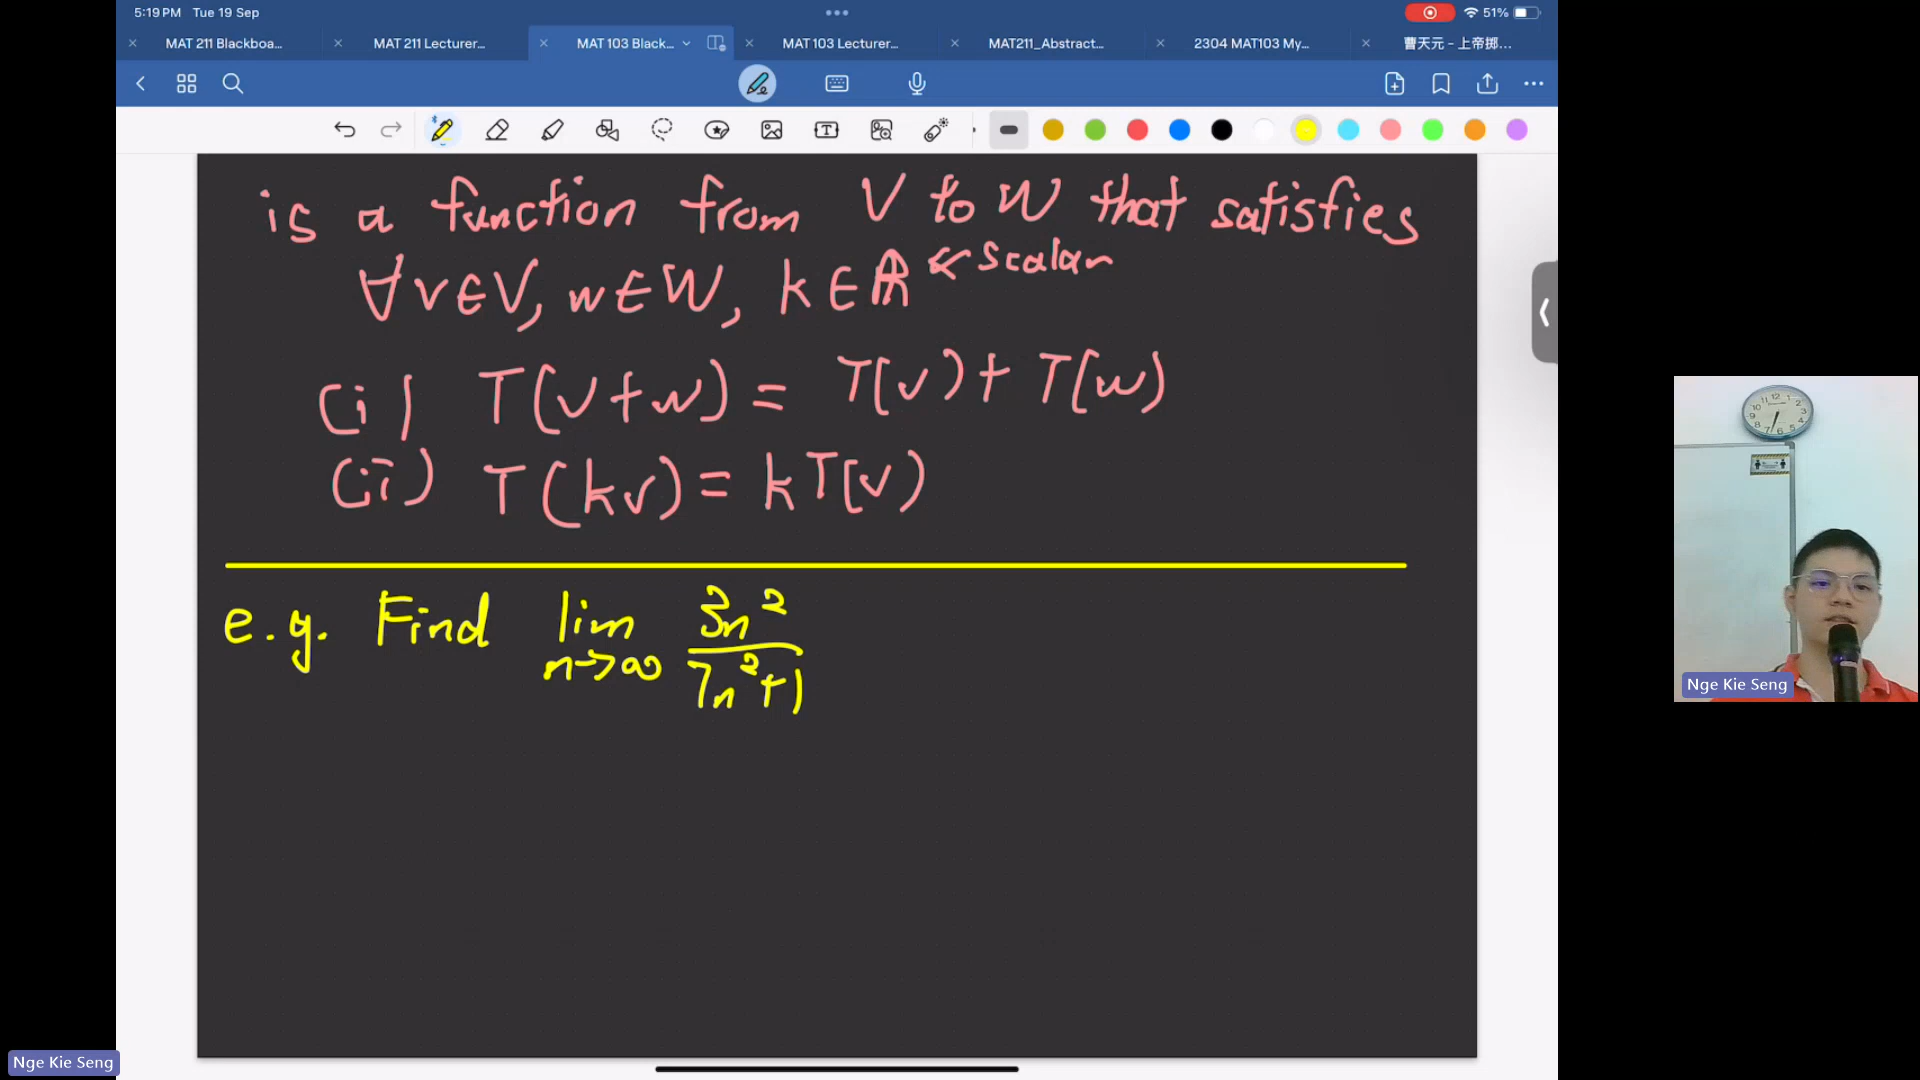 5:19 PM Tue 19 Sep
51%
MAT 211 Blackboa...
MAT 211 Lecturer...
MAT 103 Black...
MAT 103 Lecturer...
MAT211_Abstract...
2304 MAT103 My...
曹天元 - 上帝掷...
is a function from V to W that satisfies
∀v∈V, w∈W, k∈ℝ ← scalar
(i) T(v+w) = T(v) + T(w)
(ii) T(kv) = kT(v)
e.g. Find lim n→∞ 3n²/7n²+1
Nge Kie Seng
Nge Kie Seng